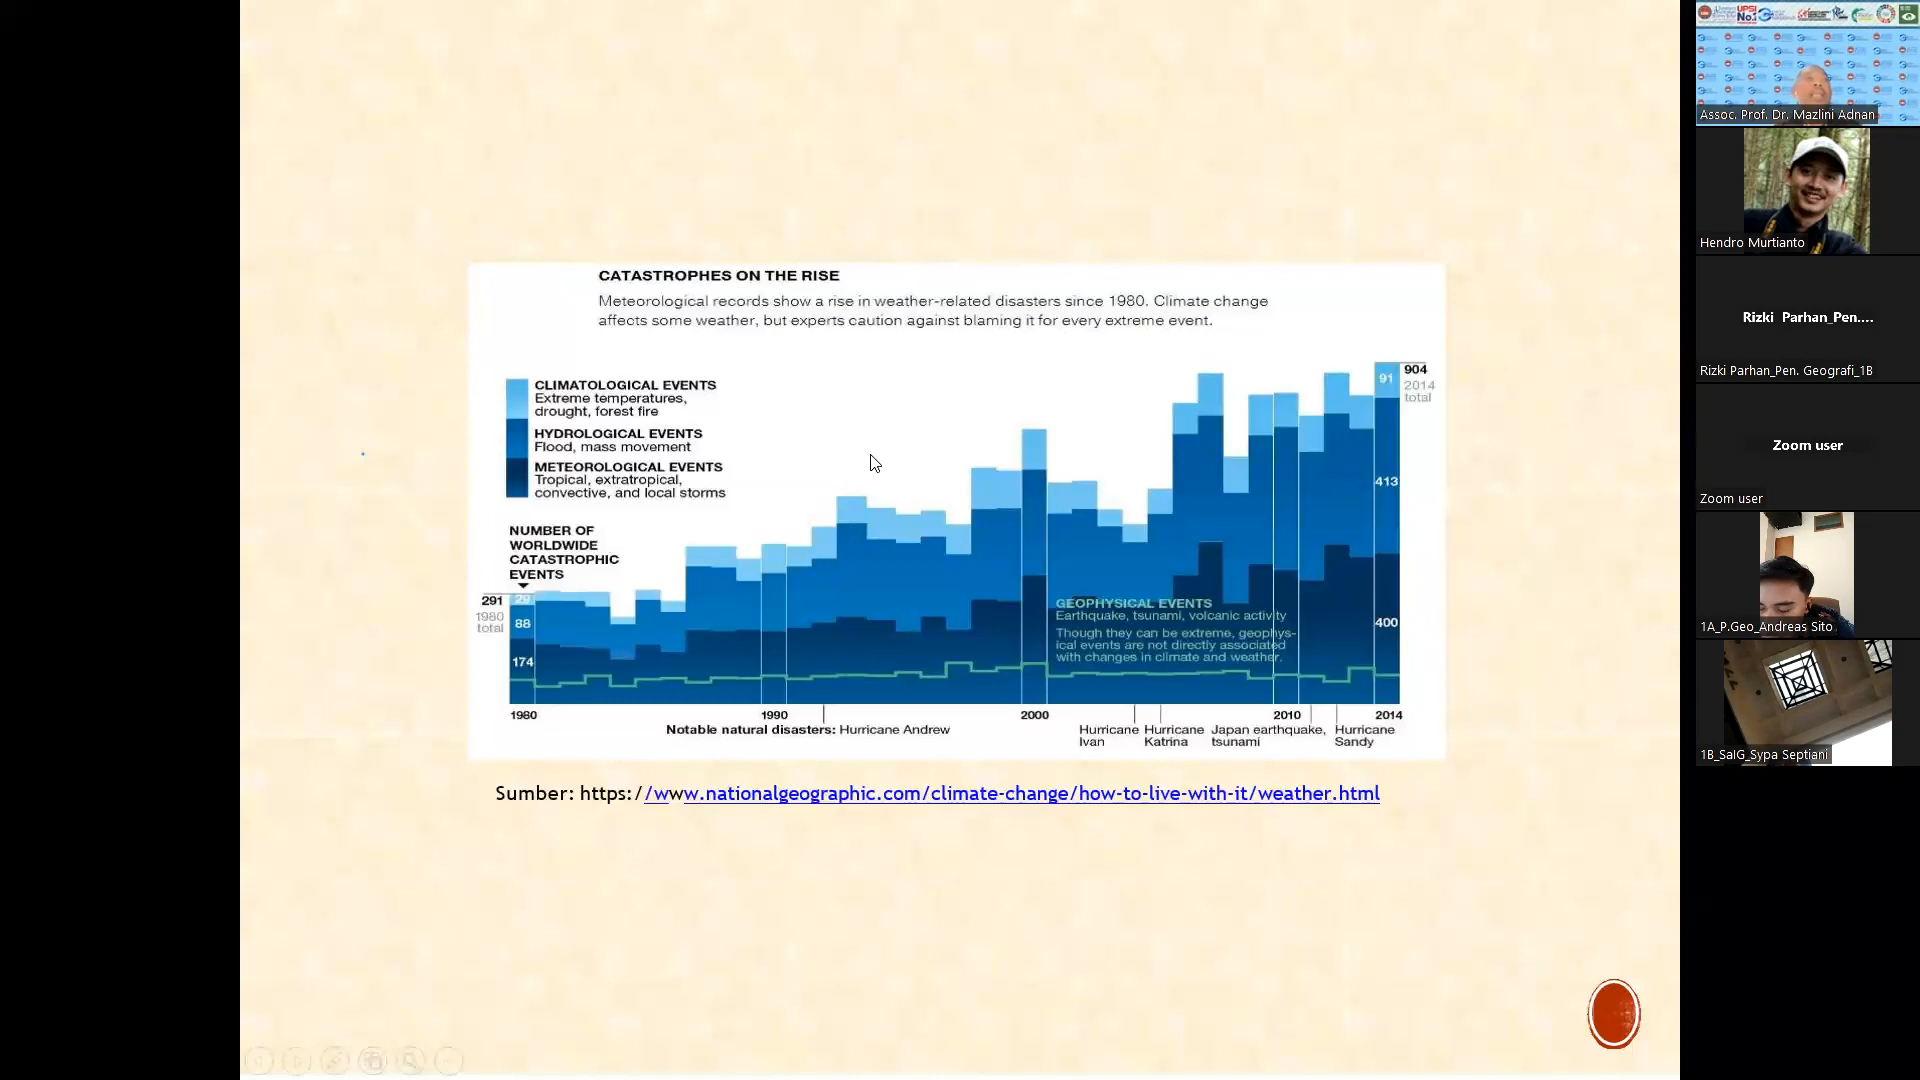 CATASTROPHES ON THE RISE
Meteorological records show a rise in weather-related disasters since 1980. Climate change
affects some weather, but experts caution against blaming it for every extreme event.
CLIMATOLOGICAL EVENTS
Extreme temperatures,
drought, forest fire
HYDROLOGICAL EVENTS
Flood, mass movement
METEOROLOGICAL EVENTS
Tropical, extratropical,
convective, and local storms
NUMBER OF
WORLDWIDE
CATASTROPHIC
EVENTS
291
1980
total
29
88
174
904
2014
total
91
413
400
GEOPHYSICAL EVENTS
Earthquake, tsunami, volcanic activity
Though they can be extreme, geophys-
ical events are not directly associated
with changes in climate and weather.
1980
1990
2000
2010
2014
Notable natural disasters: Hurricane Andrew
Hurricane
Ivan
Hurricane
Katrina
Japan earthquake,
tsunami
Hurricane
Sandy
Sumber: https://www.nationalgeographic.com/climate-change/how-to-live-with-it/weather.html
UPSI
No.1
Assoc. Prof. Dr. Mazlini Adnan
Hendro Murtianto
Rizki Parhan_Pen....
Rizki Parhan_Pen. Geografi_1B
Zoom user
Zoom user
1A_P.Geo_Andreas Sito
1B_SaIG_Sypa Septiani